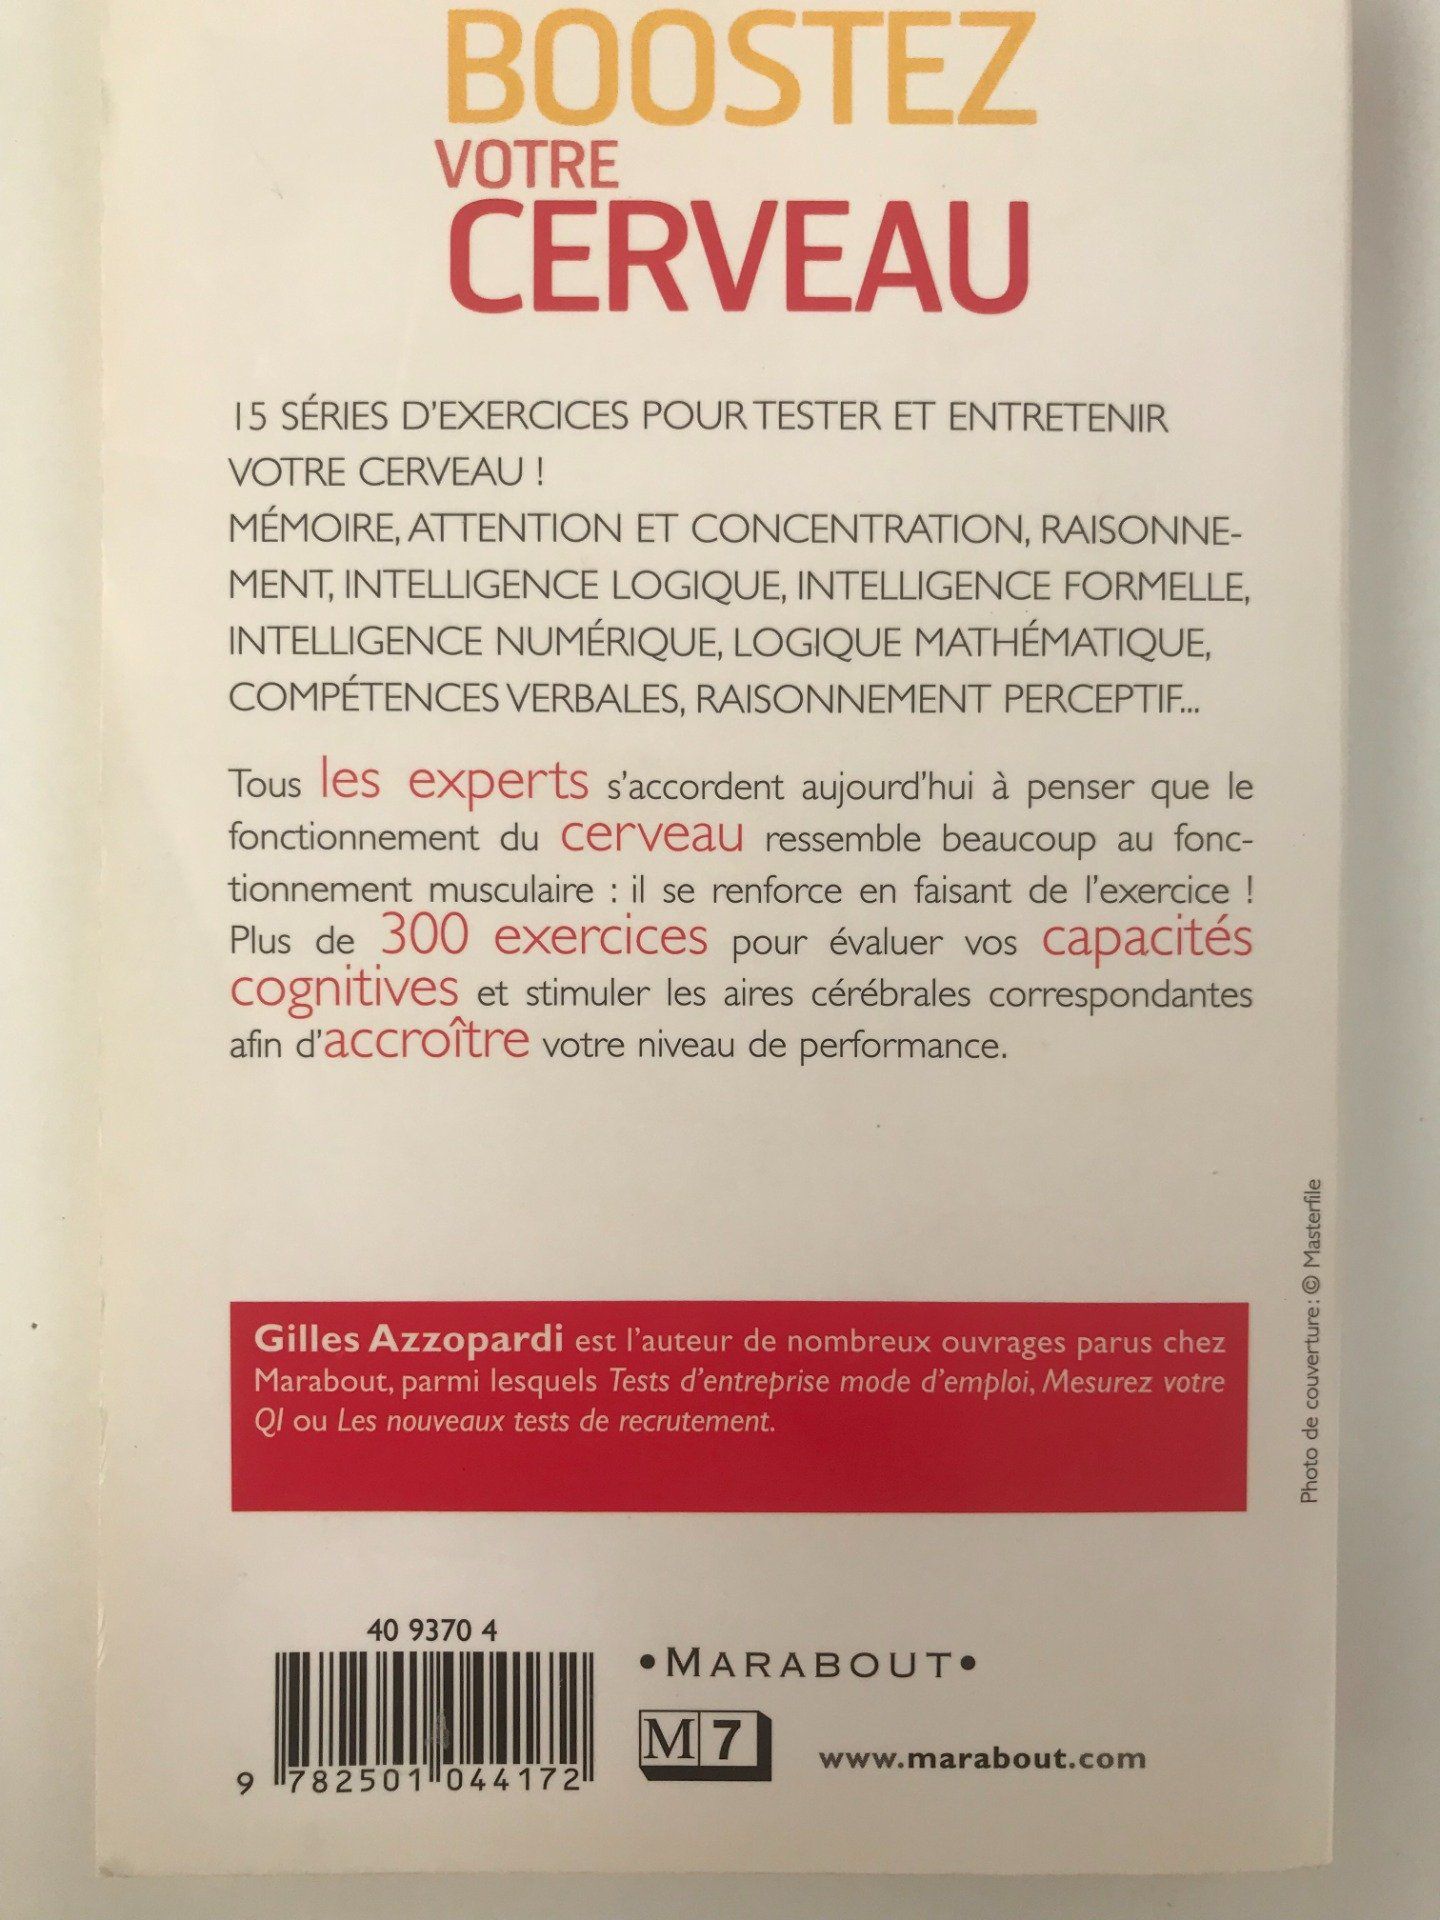 BOOSTEZ
VOTRE
CERVEAU
15 SÉRIES D'EXERCICES POUR TESTER ET ENTRETENIR
VOTRE CERVEAU !
MÉMOIRE, ATTENTION ET CONCENTRATION, RAISONNE-
MENT, INTELLIGENCE LOGIQUE, INTELLIGENCE FORMELLE,
INTELLIGENCE NUMÉRIQUE, LOGIQUE MATHÉMATIQUE,
COMPÉTENCES VERBALES, RAISONNEMENT PERCEPTIF...
Tous les experts s'accordent aujourd'hui à penser que le
fonctionnement du cerveau ressemble beaucoup au fonc-
tionnement musculaire : il se renforce en faisant de l'exercice !
Plus de 300 exercices pour évaluer vos capacités
cognitives et stimuler les aires cérébrales correspondantes
afin d'accroître votre niveau de performance.
Photo de couverture : © Masterfile
Gilles Azzopardi est l'auteur de nombreux ouvrages parus chez
Marabout, parmi lesquels Tests d'entreprise mode d'emploi, Mesurez votre
QI ou Les nouveaux tests de recrutement.
40 9370 4
9 782501 044172
•MARABOUT•
M 7
www.marabout.com